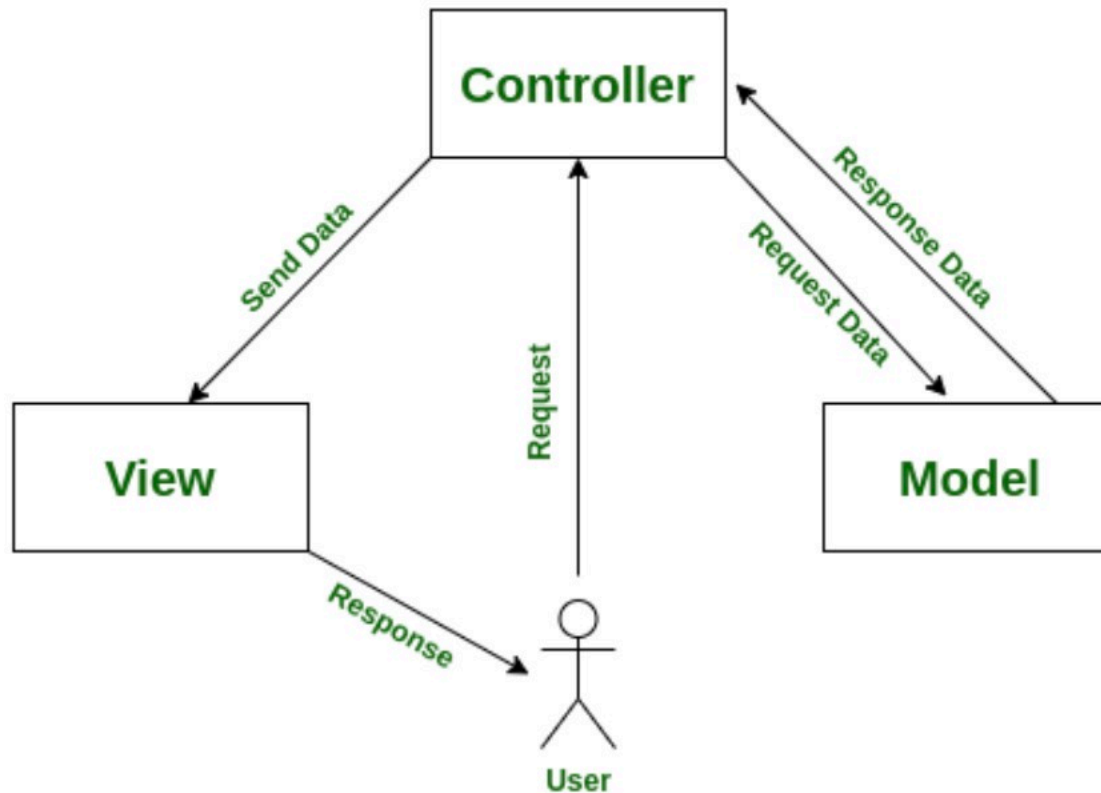 Controller
Send Data
Request
Request Data
Response Data
View
Model
Response
User